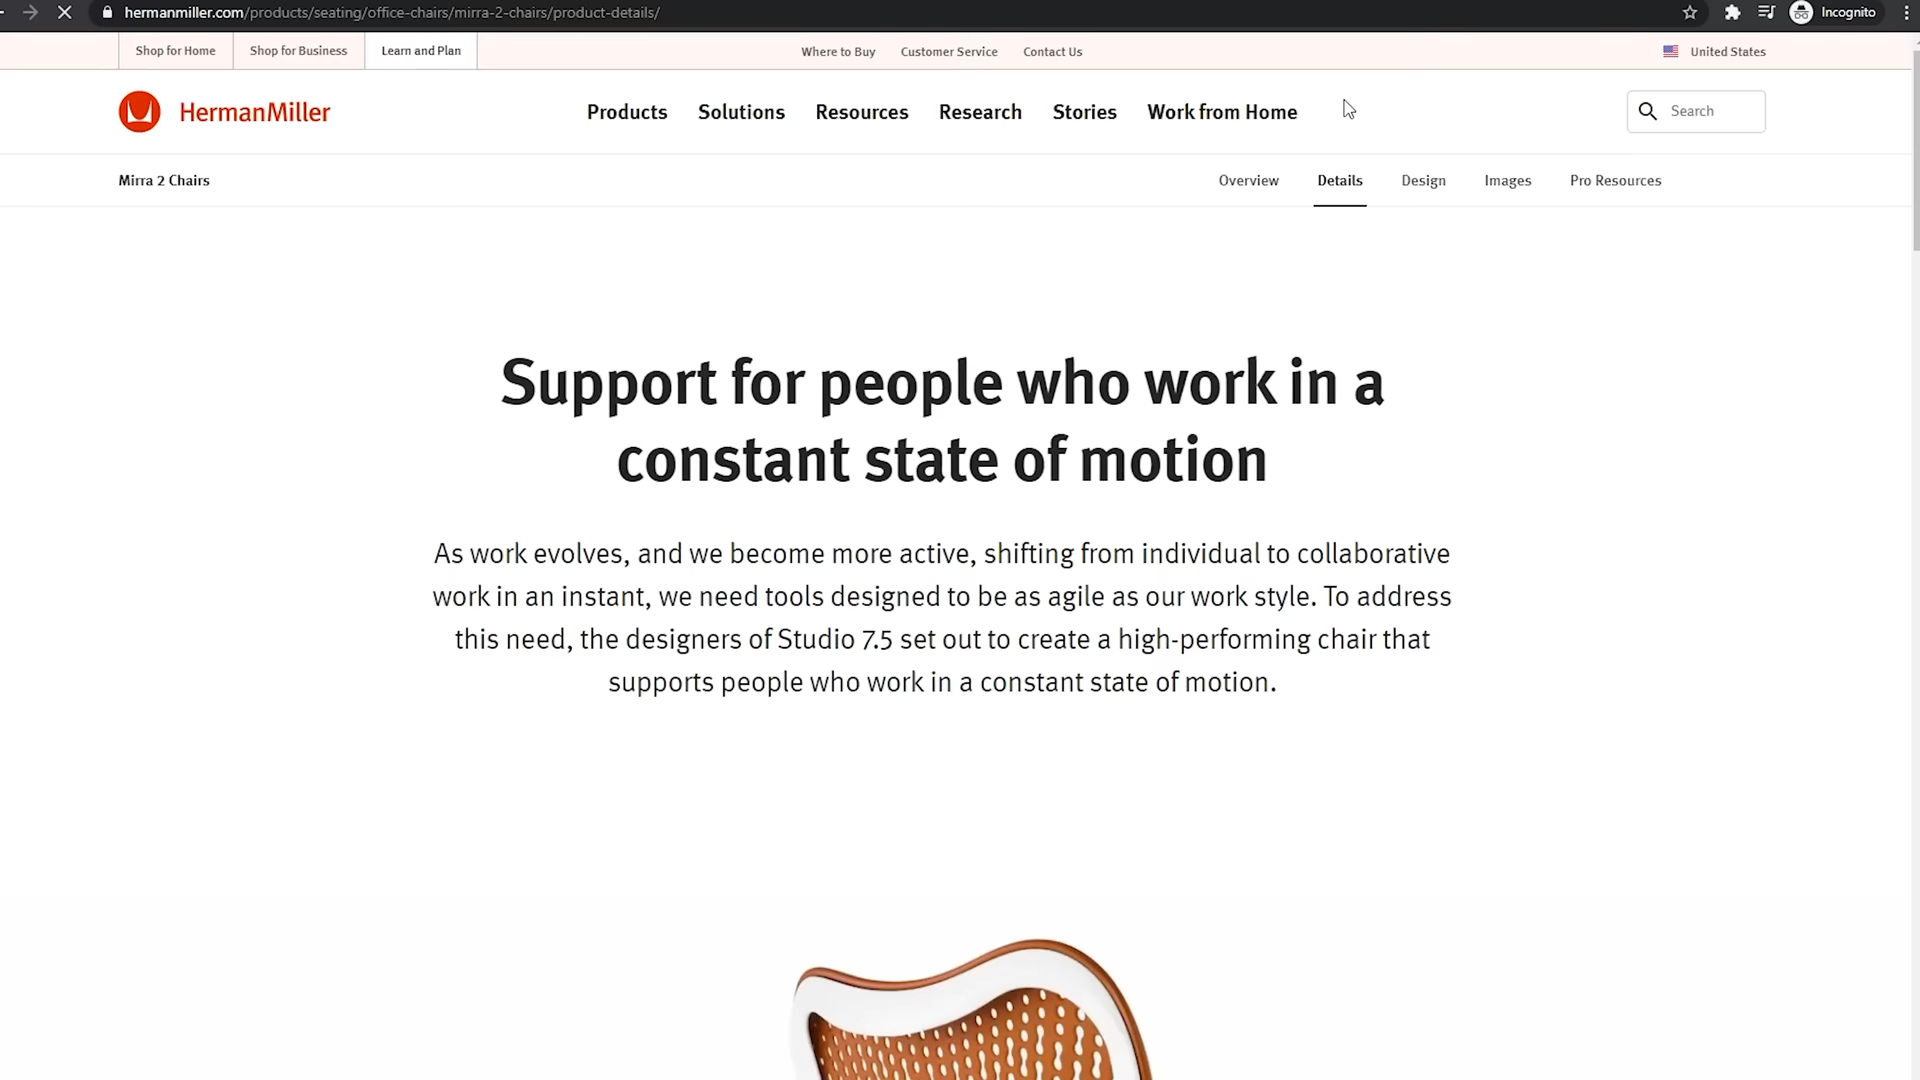 hermanmiller.com/products/seating/office-chairs/mirra-2-chairs/product-details/
Incognito
Shop for Home
Shop for Business
Learn and Plan
Where to Buy
Customer Service
Contact Us
United States
HermanMiller
Products
Solutions
Resources
Research
Stories
Work from Home
Search
Mirra 2 Chairs
Overview
Details
Design
Images
Pro Resources
Support for people who work in a
constant state of motion
As work evolves, and we become more active, shifting from individual to collaborative
work in an instant, we need tools designed to be as agile as our work style. To address
this need, the designers of Studio 7.5 set out to create a high-performing chair that
supports people who work in a constant state of motion.